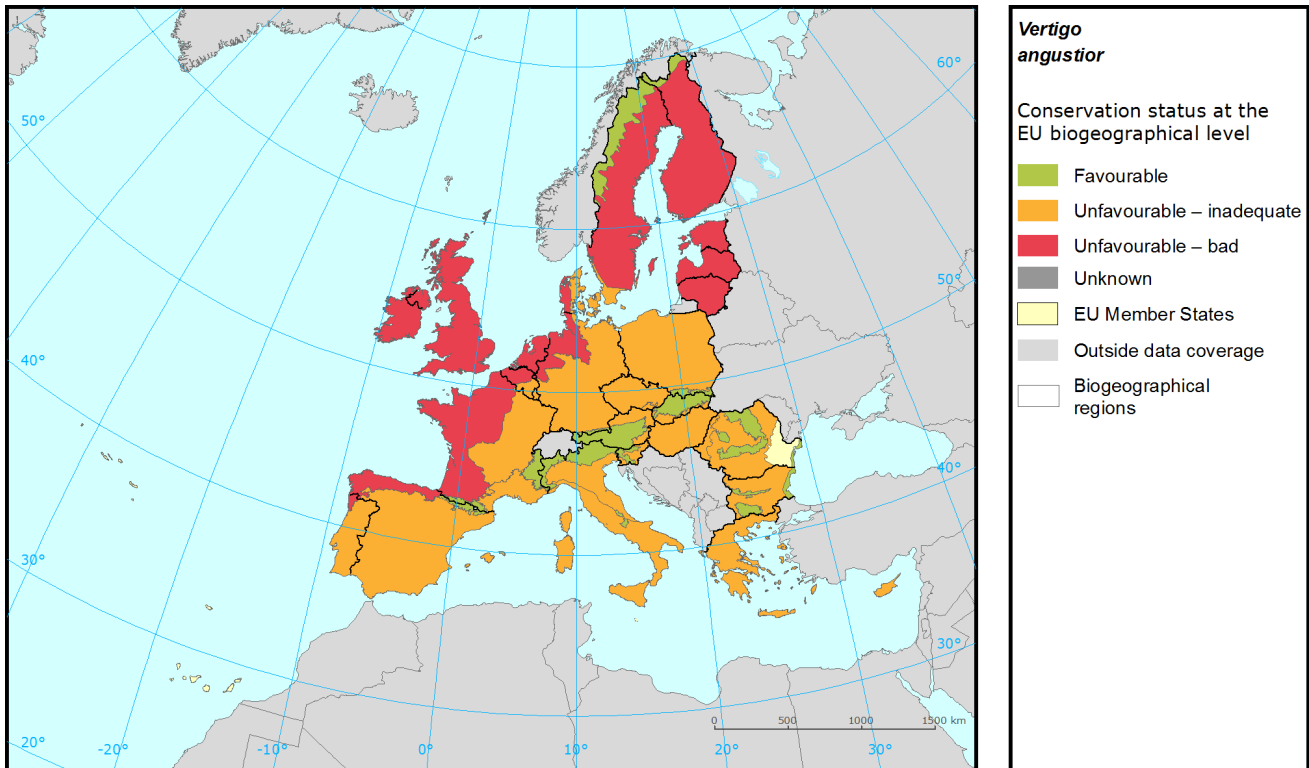 Vertigo
angustior
Conservation status at the
EU biogeographical level
Favourable
Unfavourable – inadequate
Unfavourable – bad
Unknown
EU Member States
Outside data coverage
Biogeographical
regions
60°
50°
50°
40°
40°
30°
30°
0 500 1000 1500 km
20° -20° -10° 0° 10° 20° 30°